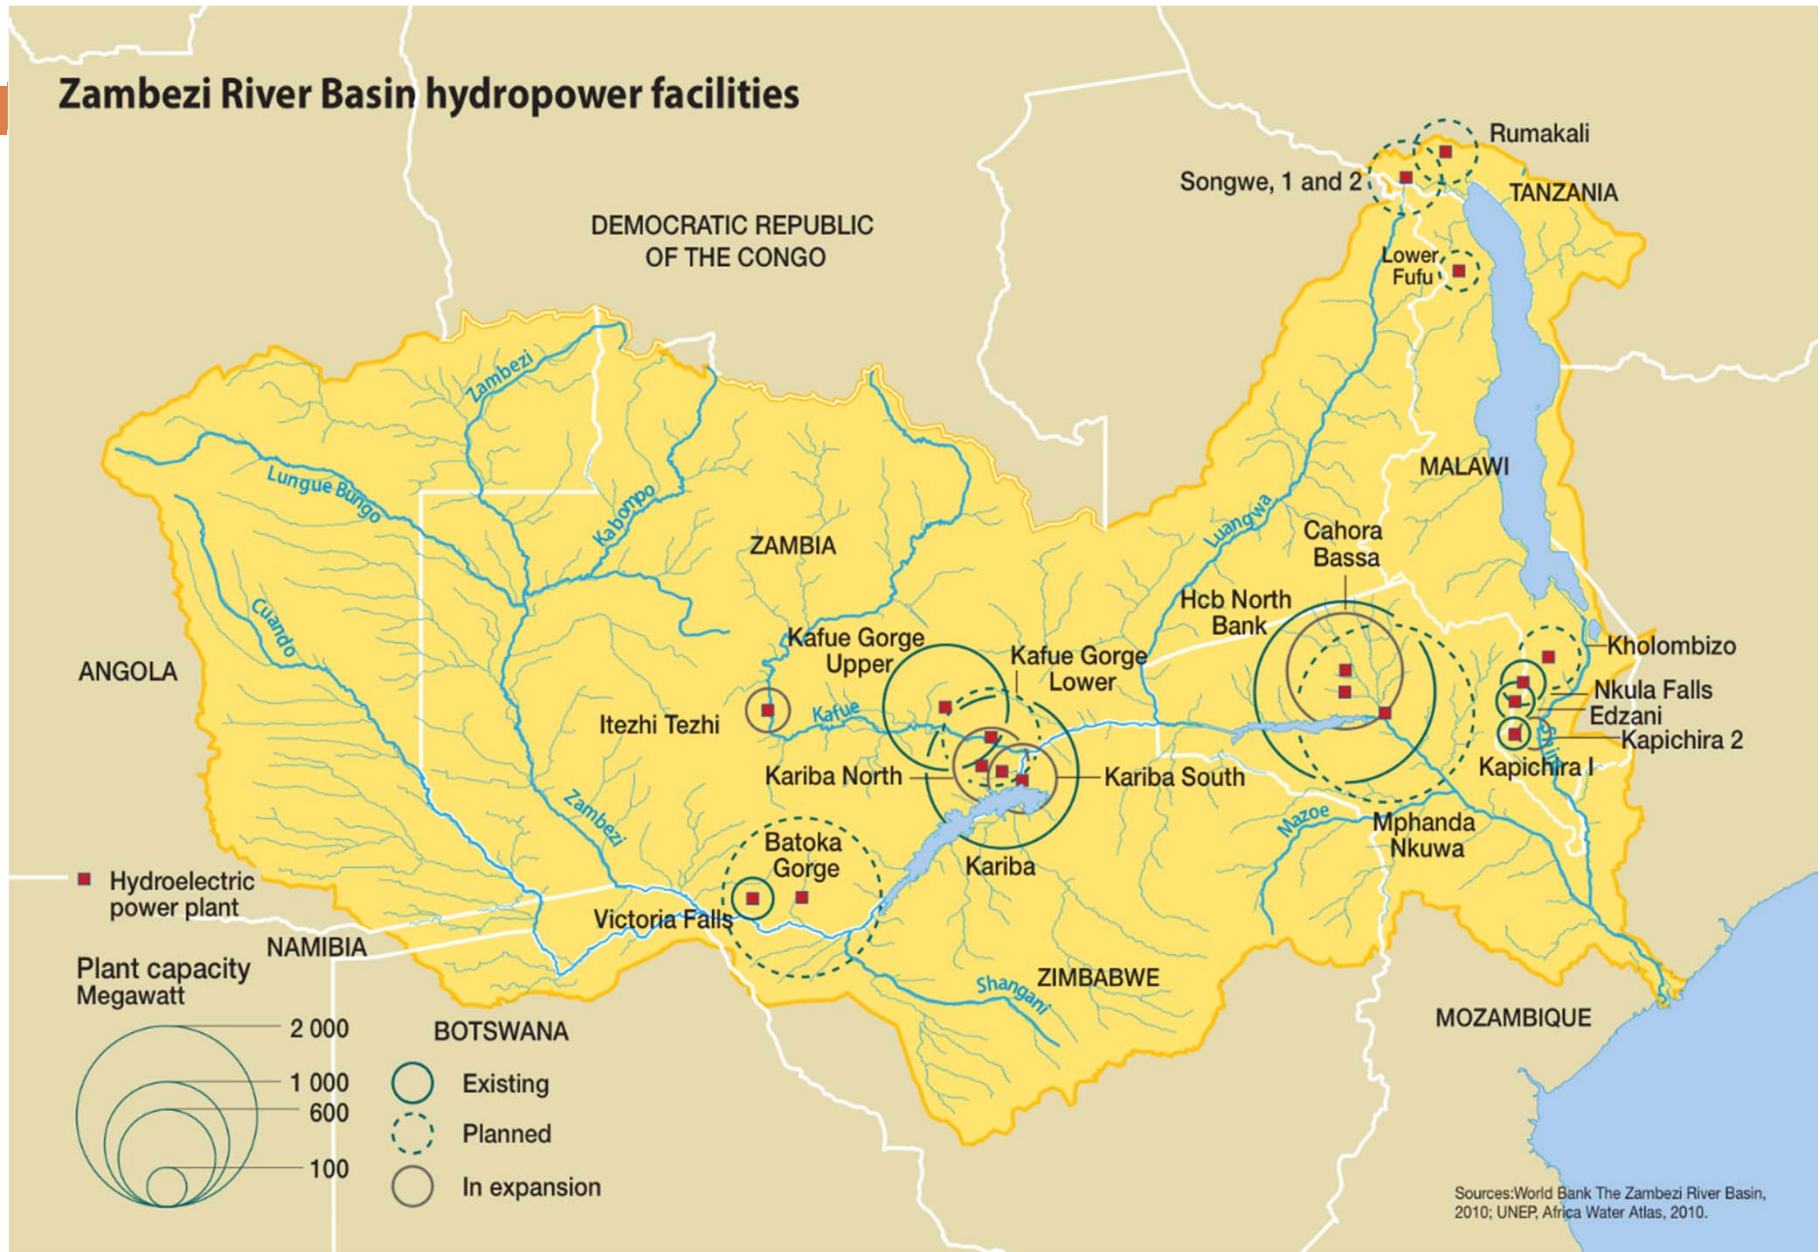 Zambezi River Basin hydropower facilities
Rumakali
Songwe, 1 and 2
TANZANIA
DEMOCRATIC REPUBLIC
OF THE CONGO
Lower
Fufu
Zambezi
Lungue Bungo
Kabompo
MALAWI
Luangwa
Cahora
Bassa
ZAMBIA
Cuando
Hcb North
Bank
Kafue Gorge
Upper
Kafue Gorge
Lower
Kholombizo
ANGOLA
Nkula Falls
Edzani
Itezhi Tezhi
Kafue
Kapichira 2
Shire
Kapichira I
Kariba North
Kariba South
Zambezi
Mazoe
Mphanda
Nkuwa
Batoka
Gorge
Kariba
Hydroelectric
power plant
Victoria Falls
NAMIBIA
Plant capacity
Megawatt
ZIMBABWE
Shangani
MOZAMBIQUE
2 000
BOTSWANA
1 000
Existing
600
Planned
100
In expansion
Sources:World Bank The Zambezi River Basin,
2010; UNEP, Africa Water Atlas, 2010.